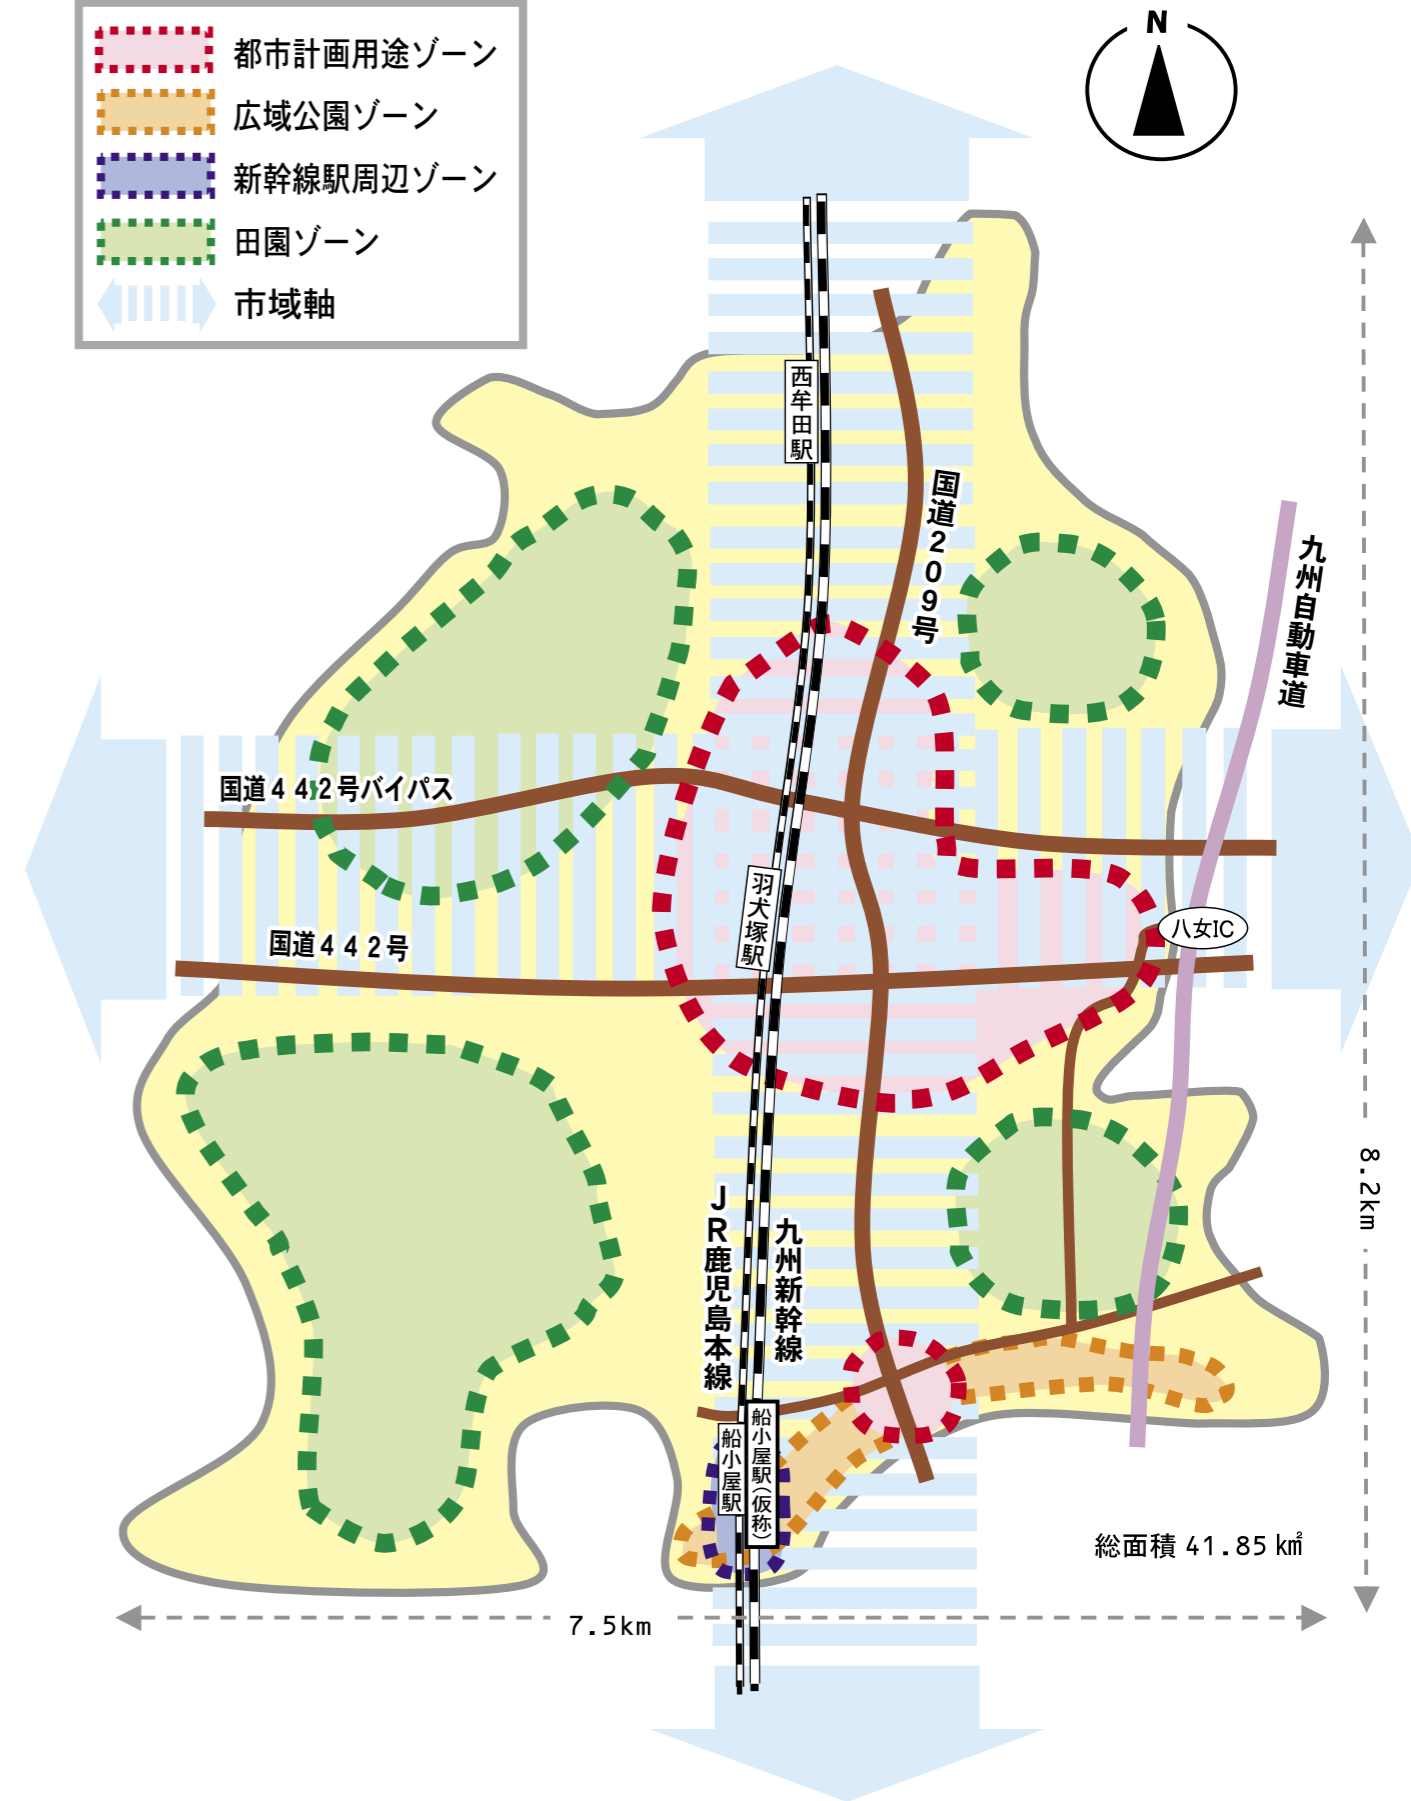 都市計画用途ゾーン
広域公園ゾーン
新幹線駅周辺ゾーン
田園ゾーン
市域軸
N
西牟田駅
国道209号
九州自動車道
国道442号バイパス
羽犬塚駅
八女IC
国道442号
8.2km
JR鹿児島本線
九州新幹線
船小屋駅
船小屋駅(仮称)
総面積 41.85 k㎡
7.5km